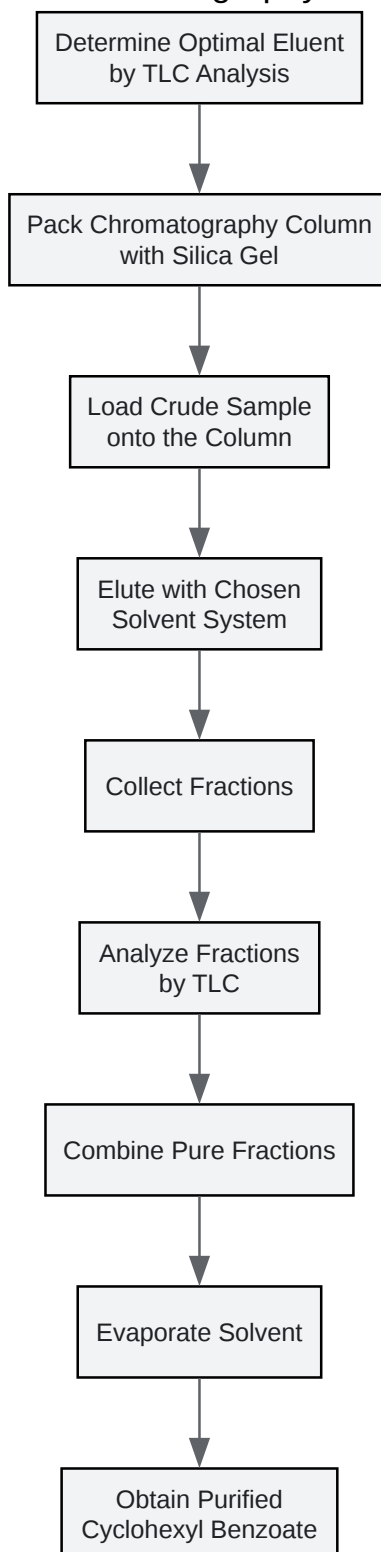 Determine Optimal Eluent
by TLC Analysis
Pack Chromatography Column
with Silica Gel
Load Crude Sample
onto the Column
Elute with Chosen
Solvent System
Collect Fractions
Analyze Fractions
by TLC
Combine Pure Fractions
Evaporate Solvent
Obtain Purified
Cyclohexyl Benzoate